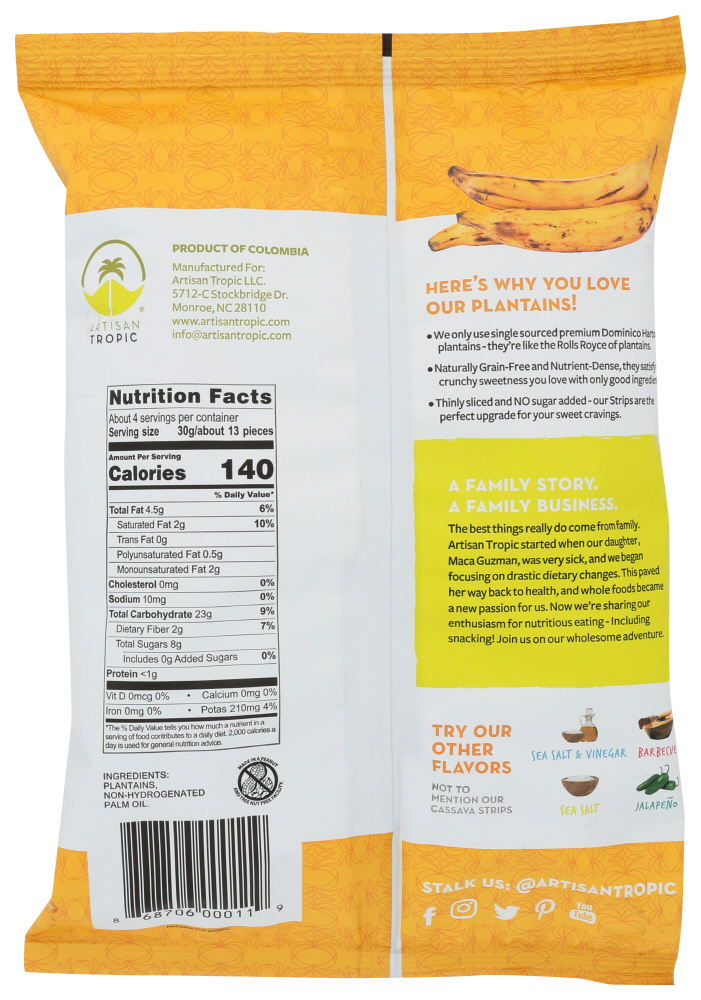 ARTISAN
TROPIC
®
PRODUCT OF COLOMBIA
Manufactured For:
Artisan Tropic LLC.
5712-C Stockbridge Dr.
Monroe, NC 28110
www.artisantropic.com
info@artisantropic.com
Nutrition Facts
About 4 servings per container
Serving size 30g/about 13 pieces
Amount Per Serving
Calories 140
% Daily Value*
Total Fat 4.5g 6%
Saturated Fat 2g 10%
Trans Fat 0g
Polyunsaturated Fat 0.5g
Monounsaturated Fat 2g
Cholesterol 0mg 0%
Sodium 10mg 0%
Total Carbohydrate 23g 9%
Dietary Fiber 2g 7%
Total Sugars 8g
Includes 0g Added Sugars 0%
Protein <1g
Vit D 0mcg 0% • Calcium 0mg 0%
Iron 0mg 0% • Potas 210mg 4%
*The % Daily Value tells you how much a nutrient in a
serving of food contributes to a daily diet. 2,000 calories a
day is used for general nutrition advice.
INGREDIENTS:
PLANTAINS,
NON-HYDROGENATED
PALM OIL.
MADE IN A PEANUT
AND TREE NUT FREE FACILITY.
8 68706 00011 9
HERE'S WHY YOU LOVE
OUR PLANTAINS!
• We only use single sourced premium Dominico
plantains - they're like the Rolls Royce of plantains.
• Naturally Grain-Free and Nutrient-Dense, they
crunchy sweetness you love with only good
• Thinly sliced and NO sugar added - our Strips are the
perfect upgrade for your sweet cravings.
A FAMILY STORY.
A FAMILY BUSINESS.
The best things really do come from family.
Artisan Tropic started when our daughter,
Maca Guzman, was very sick, and we began
focusing on drastic dietary changes. This paved
her way back to health, and whole foods became
a new passion for us. Now we're sharing our
enthusiasm for nutritious eating - Including
snacking! Join us on our wholesome adventure.
TRY OUR
OTHER
FLAVORS
NOT TO
MENTION OUR
CASSAVA STRIPS
SEA SALT & VINEGAR
BARBECUE
SEA SALT
JALAPEÑO
STALK US: @ARTISANTROPIC
You
Tube